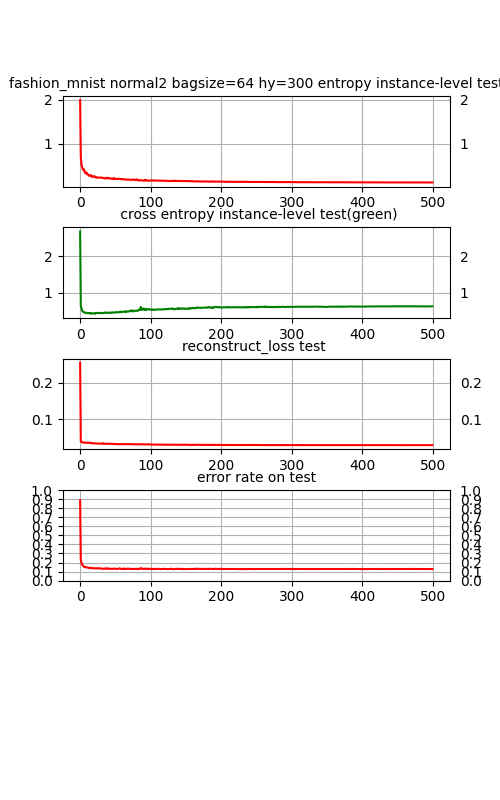 fashion_mnist normal2 bagsize=64 hy=300 entropy instance-level test
2 2
1 1
0 100 200 300 400 500
cross entropy instance-level test(green)
2 2
1 1
0 100 200 300 400 500
reconstruct_loss test
0.2 0.2
0.1 0.1
0 100 200 300 400 500
error rate on test
1.0 1.0
0.9 0.9
0.8 0.8
0.7 0.7
0.6 0.6
0.5 0.5
0.4 0.4
0.3 0.3
0.2 0.2
0.1 0.1
0.0 0.0
0 100 200 300 400 500